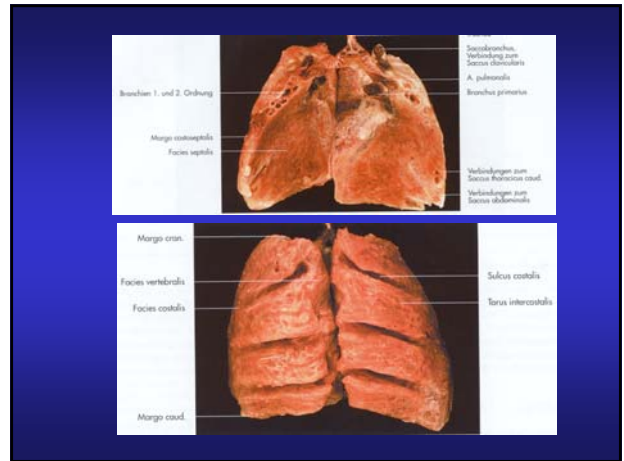 Saccobronchus,
Verbindung zum
Saccus clavicularis
A. pulmonalis
Bronchus primarius
Bronchien 1. und 2. Ordnung
Margo costoseptalis
Facies septalis
Verbindungen zum
Saccus thoracicus caud.
Verbindungen zum
Saccus abdominalis
Margo cran.
Facies vertebralis
Facies costalis
Sulcus costalis
Torus intercostalis
Margo caud.